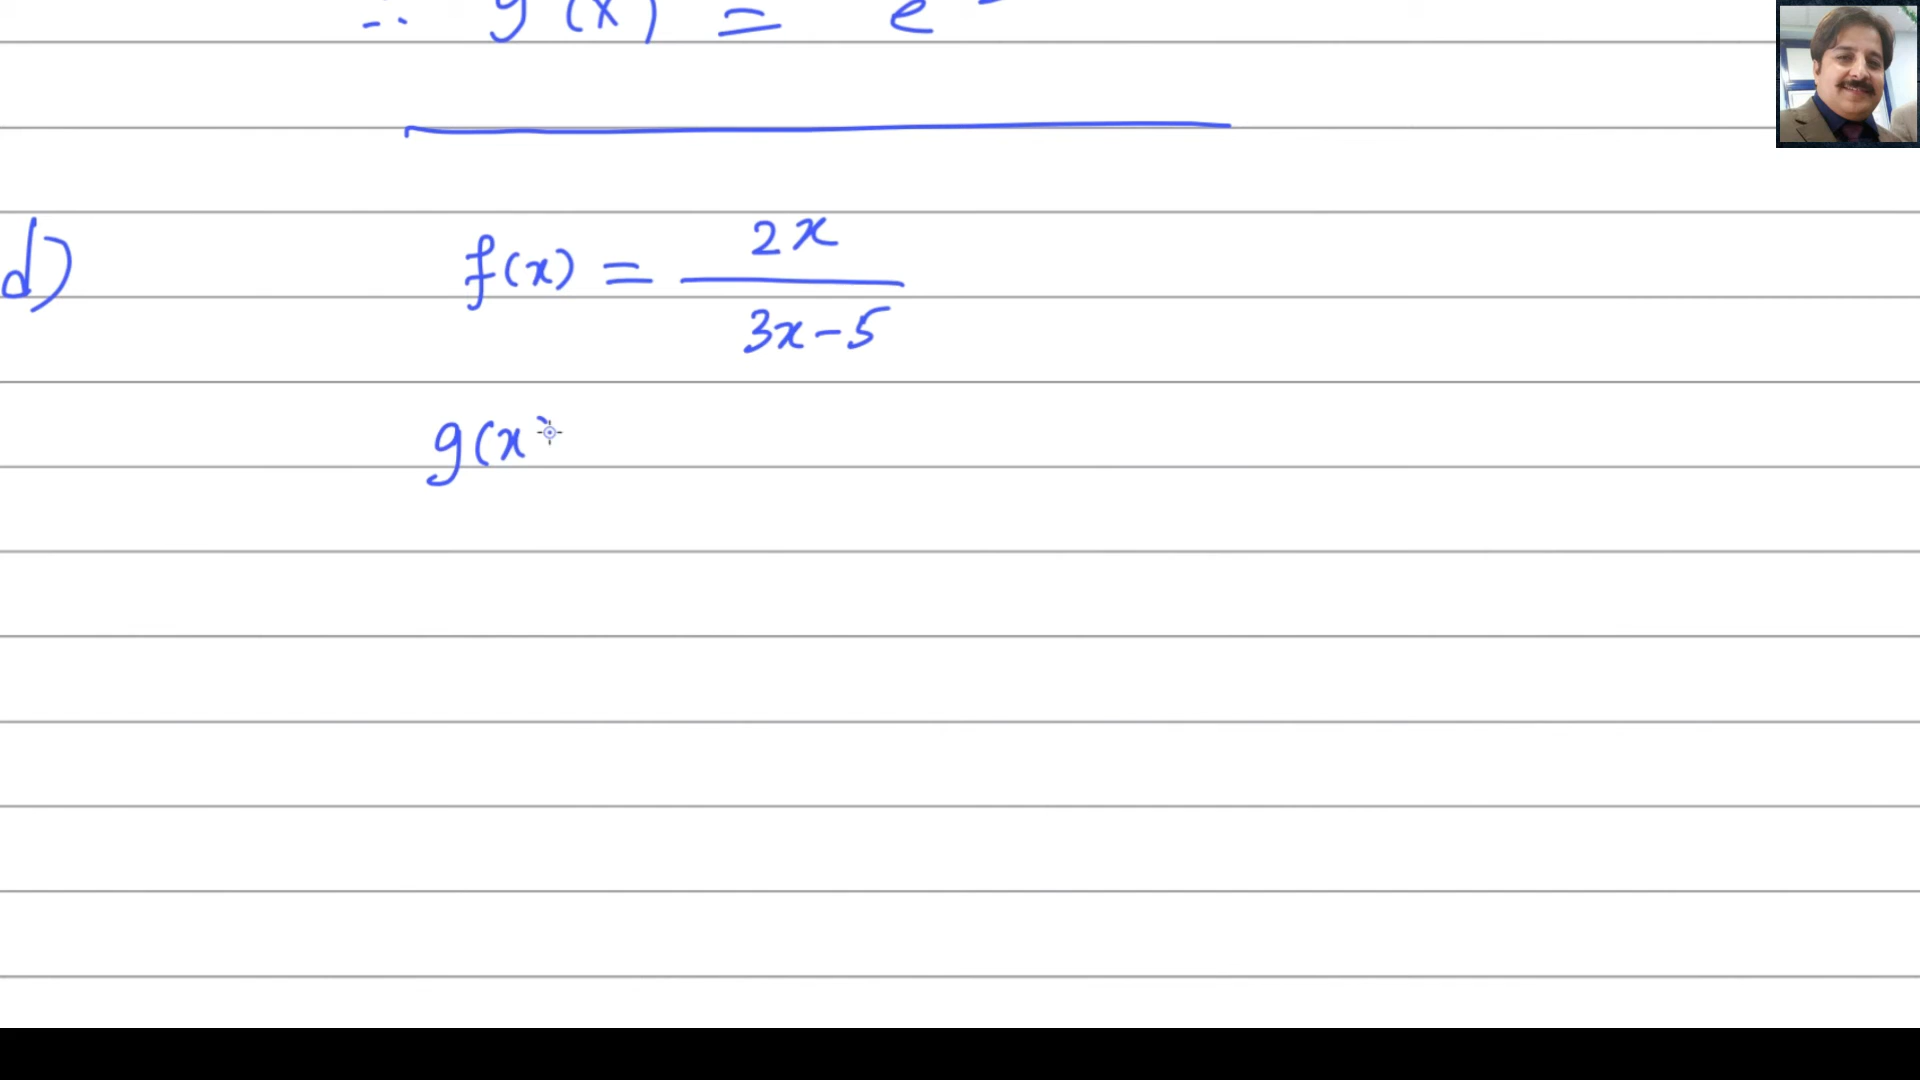 ∴ g(x) = e
d) f(x) = 2x / 3x-5
g(x)